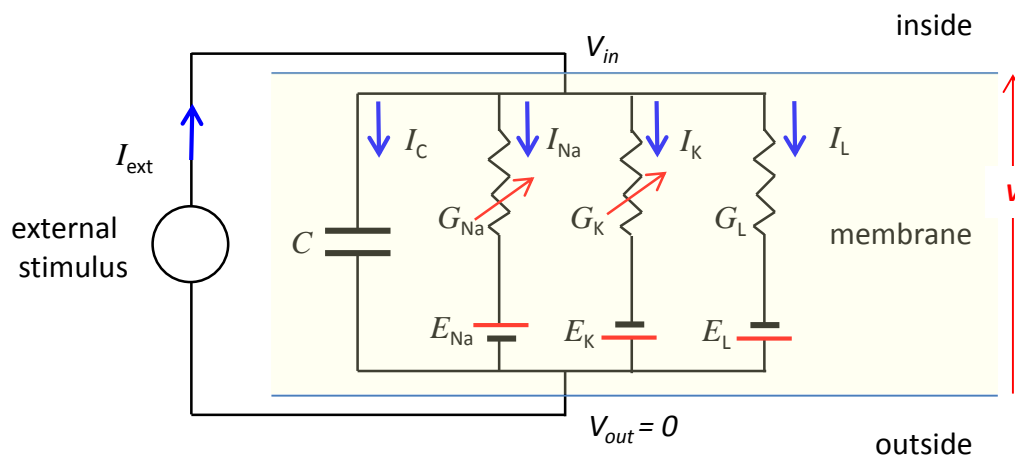 inside
V_in
I_ext
I_C
I_Na
I_K
I_L
V
external
stimulus
C
G_Na
G_K
G_L
membrane
E_Na
E_K
E_L
V_out = 0
outside